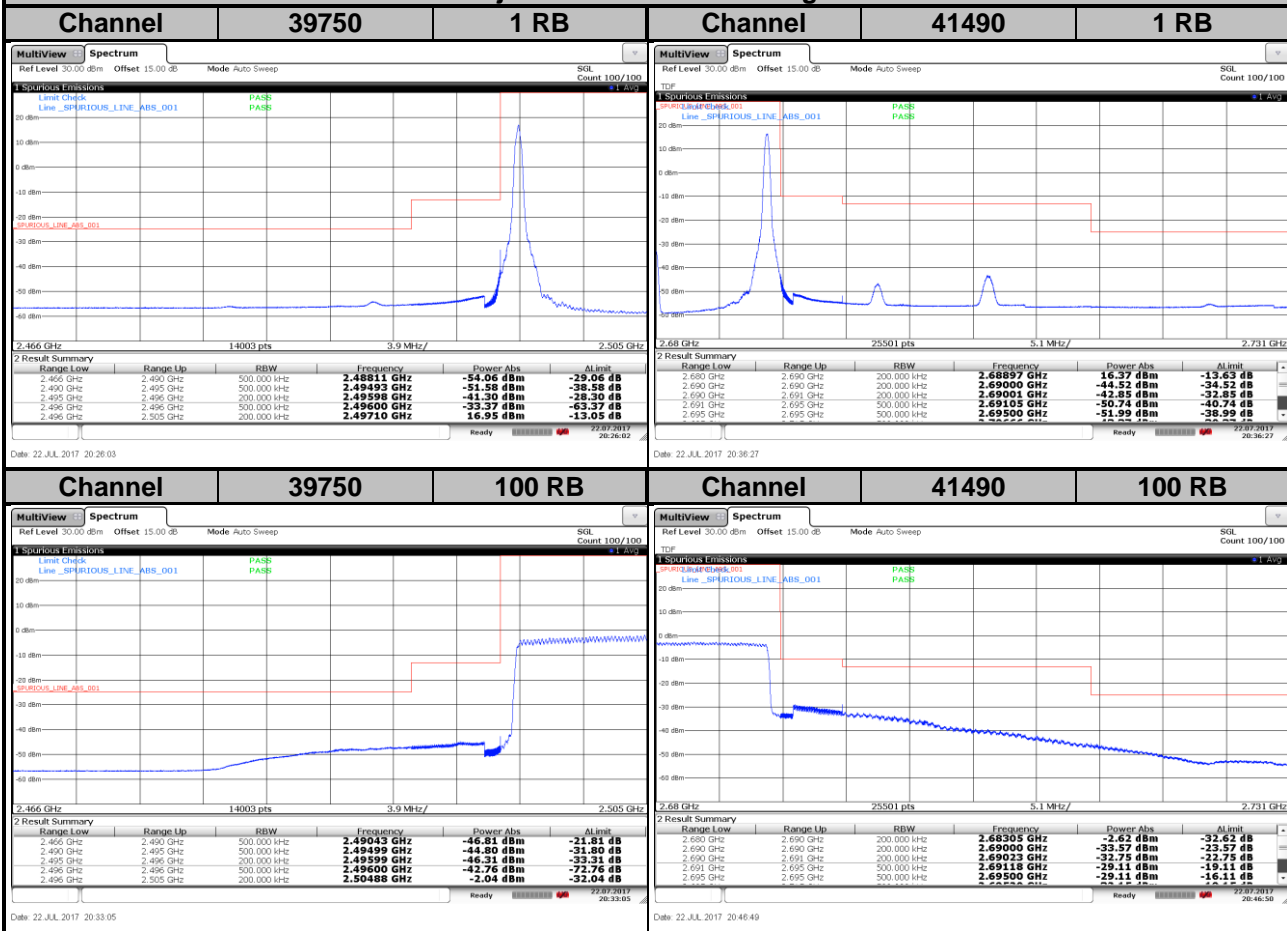 Channel 39750 1 RB
Channel 41490 1 RB
MultiView Spectrum
Ref Level 30.00 dBm Offset 15.00 dB Mode Auto Sweep SGL
Count 100/100
1 Spurious Emissions 1 Avg
Limit Check PASS
Line _SPURIOUS_LINE_ABS_001 PASS
20 dBm
10 dBm
0 dBm
-10 dBm
-20 dBm
_SPURIOUS_LINE_ABS_001
-30 dBm
-40 dBm
-50 dBm
-60 dBm
2.466 GHz 14003 pts 3.9 MHz/ 2.505 GHz
2 Result Summary
Range Low Range Up RBW Frequency Power Abs ΔLimit
2.466 GHz 2.490 GHz 500.000 kHz 2.48811 GHz -54.06 dBm -29.06 dB
2.490 GHz 2.495 GHz 500.000 kHz 2.49493 GHz -51.58 dBm -38.58 dB
2.495 GHz 2.496 GHz 200.000 kHz 2.49598 GHz -41.30 dBm -28.30 dB
2.496 GHz 2.496 GHz 500.000 kHz 2.49600 GHz -33.37 dBm -63.37 dB
2.496 GHz 2.505 GHz 200.000 kHz 2.49710 GHz 16.95 dBm -13.05 dB
Ready 22.07.2017
20:26:02
Date: 22.JUL.2017 20:26:03
MultiView Spectrum
Ref Level 30.00 dBm Offset 15.00 dB Mode Auto Sweep SGL
Count 100/100
TDF
1 Spurious Emissions 1 Avg
PASS
Line _SPURIOUS_LINE_ABS_001 PASS
20 dBm
10 dBm
0 dBm
-10 dBm
-20 dBm
-30 dBm
-40 dBm
-50 dBm
-60 dBm
2.68 GHz 25501 pts 5.1 MHz/ 2.731 GHz
2 Result Summary
Range Low Range Up RBW Frequency Power Abs ΔLimit
2.680 GHz 2.690 GHz 200.000 kHz 2.68897 GHz 16.37 dBm -13.63 dB
2.690 GHz 2.690 GHz 200.000 kHz 2.69000 GHz -44.52 dBm -34.52 dB
2.690 GHz 2.691 GHz 200.000 kHz 2.69001 GHz -42.85 dBm -32.85 dB
2.691 GHz 2.695 GHz 500.000 kHz 2.69105 GHz -50.74 dBm -40.74 dB
2.695 GHz 2.695 GHz 500.000 kHz 2.69500 GHz -51.99 dBm -38.99 dB
Ready 22.07.2017
20:36:27
Date: 22.JUL.2017 20:36:27
Channel 39750 100 RB
Channel 41490 100 RB
MultiView Spectrum
Ref Level 30.00 dBm Offset 15.00 dB Mode Auto Sweep SGL
Count 100/100
1 Spurious Emissions 1 Avg
Limit Check PASS
Line _SPURIOUS_LINE_ABS_001 PASS
20 dBm
10 dBm
0 dBm
-10 dBm
-20 dBm
_SPURIOUS_LINE_ABS_001
-30 dBm
-40 dBm
-50 dBm
-60 dBm
2.466 GHz 14003 pts 3.9 MHz/ 2.505 GHz
2 Result Summary
Range Low Range Up RBW Frequency Power Abs ΔLimit
2.466 GHz 2.490 GHz 500.000 kHz 2.49043 GHz -46.81 dBm -21.81 dB
2.490 GHz 2.495 GHz 500.000 kHz 2.49499 GHz -44.80 dBm -31.80 dB
2.495 GHz 2.496 GHz 200.000 kHz 2.49599 GHz -46.31 dBm -33.31 dB
2.496 GHz 2.496 GHz 500.000 kHz 2.49600 GHz -42.76 dBm -72.76 dB
2.496 GHz 2.505 GHz 200.000 kHz 2.50488 GHz -2.04 dBm -32.04 dB
Ready 22.07.2017
20:33:05
Date: 22.JUL.2017 20:33:05
MultiView Spectrum
Ref Level 30.00 dBm Offset 15.00 dB Mode Auto Sweep SGL
Count 100/100
TDF
1 Spurious Emissions 1 Avg
PASS
Line _SPURIOUS_LINE_ABS_001 PASS
20 dBm
10 dBm
0 dBm
-10 dBm
-20 dBm
-30 dBm
-40 dBm
-50 dBm
-60 dBm
2.68 GHz 25501 pts 5.1 MHz/ 2.731 GHz
2 Result Summary
Range Low Range Up RBW Frequency Power Abs ΔLimit
2.680 GHz 2.690 GHz 200.000 kHz 2.68305 GHz -2.62 dBm -32.62 dB
2.690 GHz 2.690 GHz 200.000 kHz 2.69000 GHz -33.57 dBm -23.57 dB
2.690 GHz 2.691 GHz 200.000 kHz 2.69023 GHz -32.75 dBm -22.75 dB
2.691 GHz 2.695 GHz 500.000 kHz 2.69118 GHz -29.11 dBm -19.11 dB
2.695 GHz 2.695 GHz 500.000 kHz 2.69500 GHz -29.11 dBm -16.11 dB
Ready 22.07.2017
20:46:50
Date: 22.JUL.2017 20:46:49